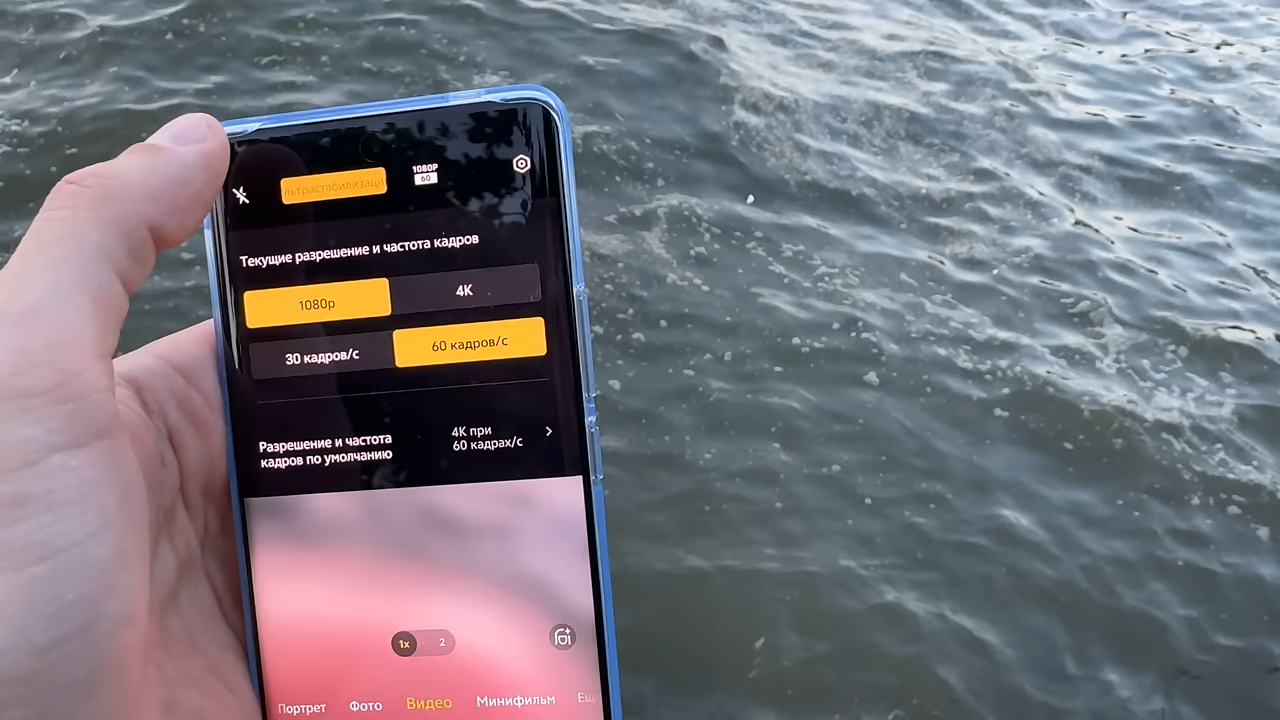 льтрастабилизаци
1080P
60
Текущие разрешение и частота кадров
1080p
4K
30 кадров/с
60 кадров/с
Разрешение и частота
кадров по умолчанию
4K при
60 кадрах/с
1x
2
Портрет
Фото
Видео
Минифильм
Ещ